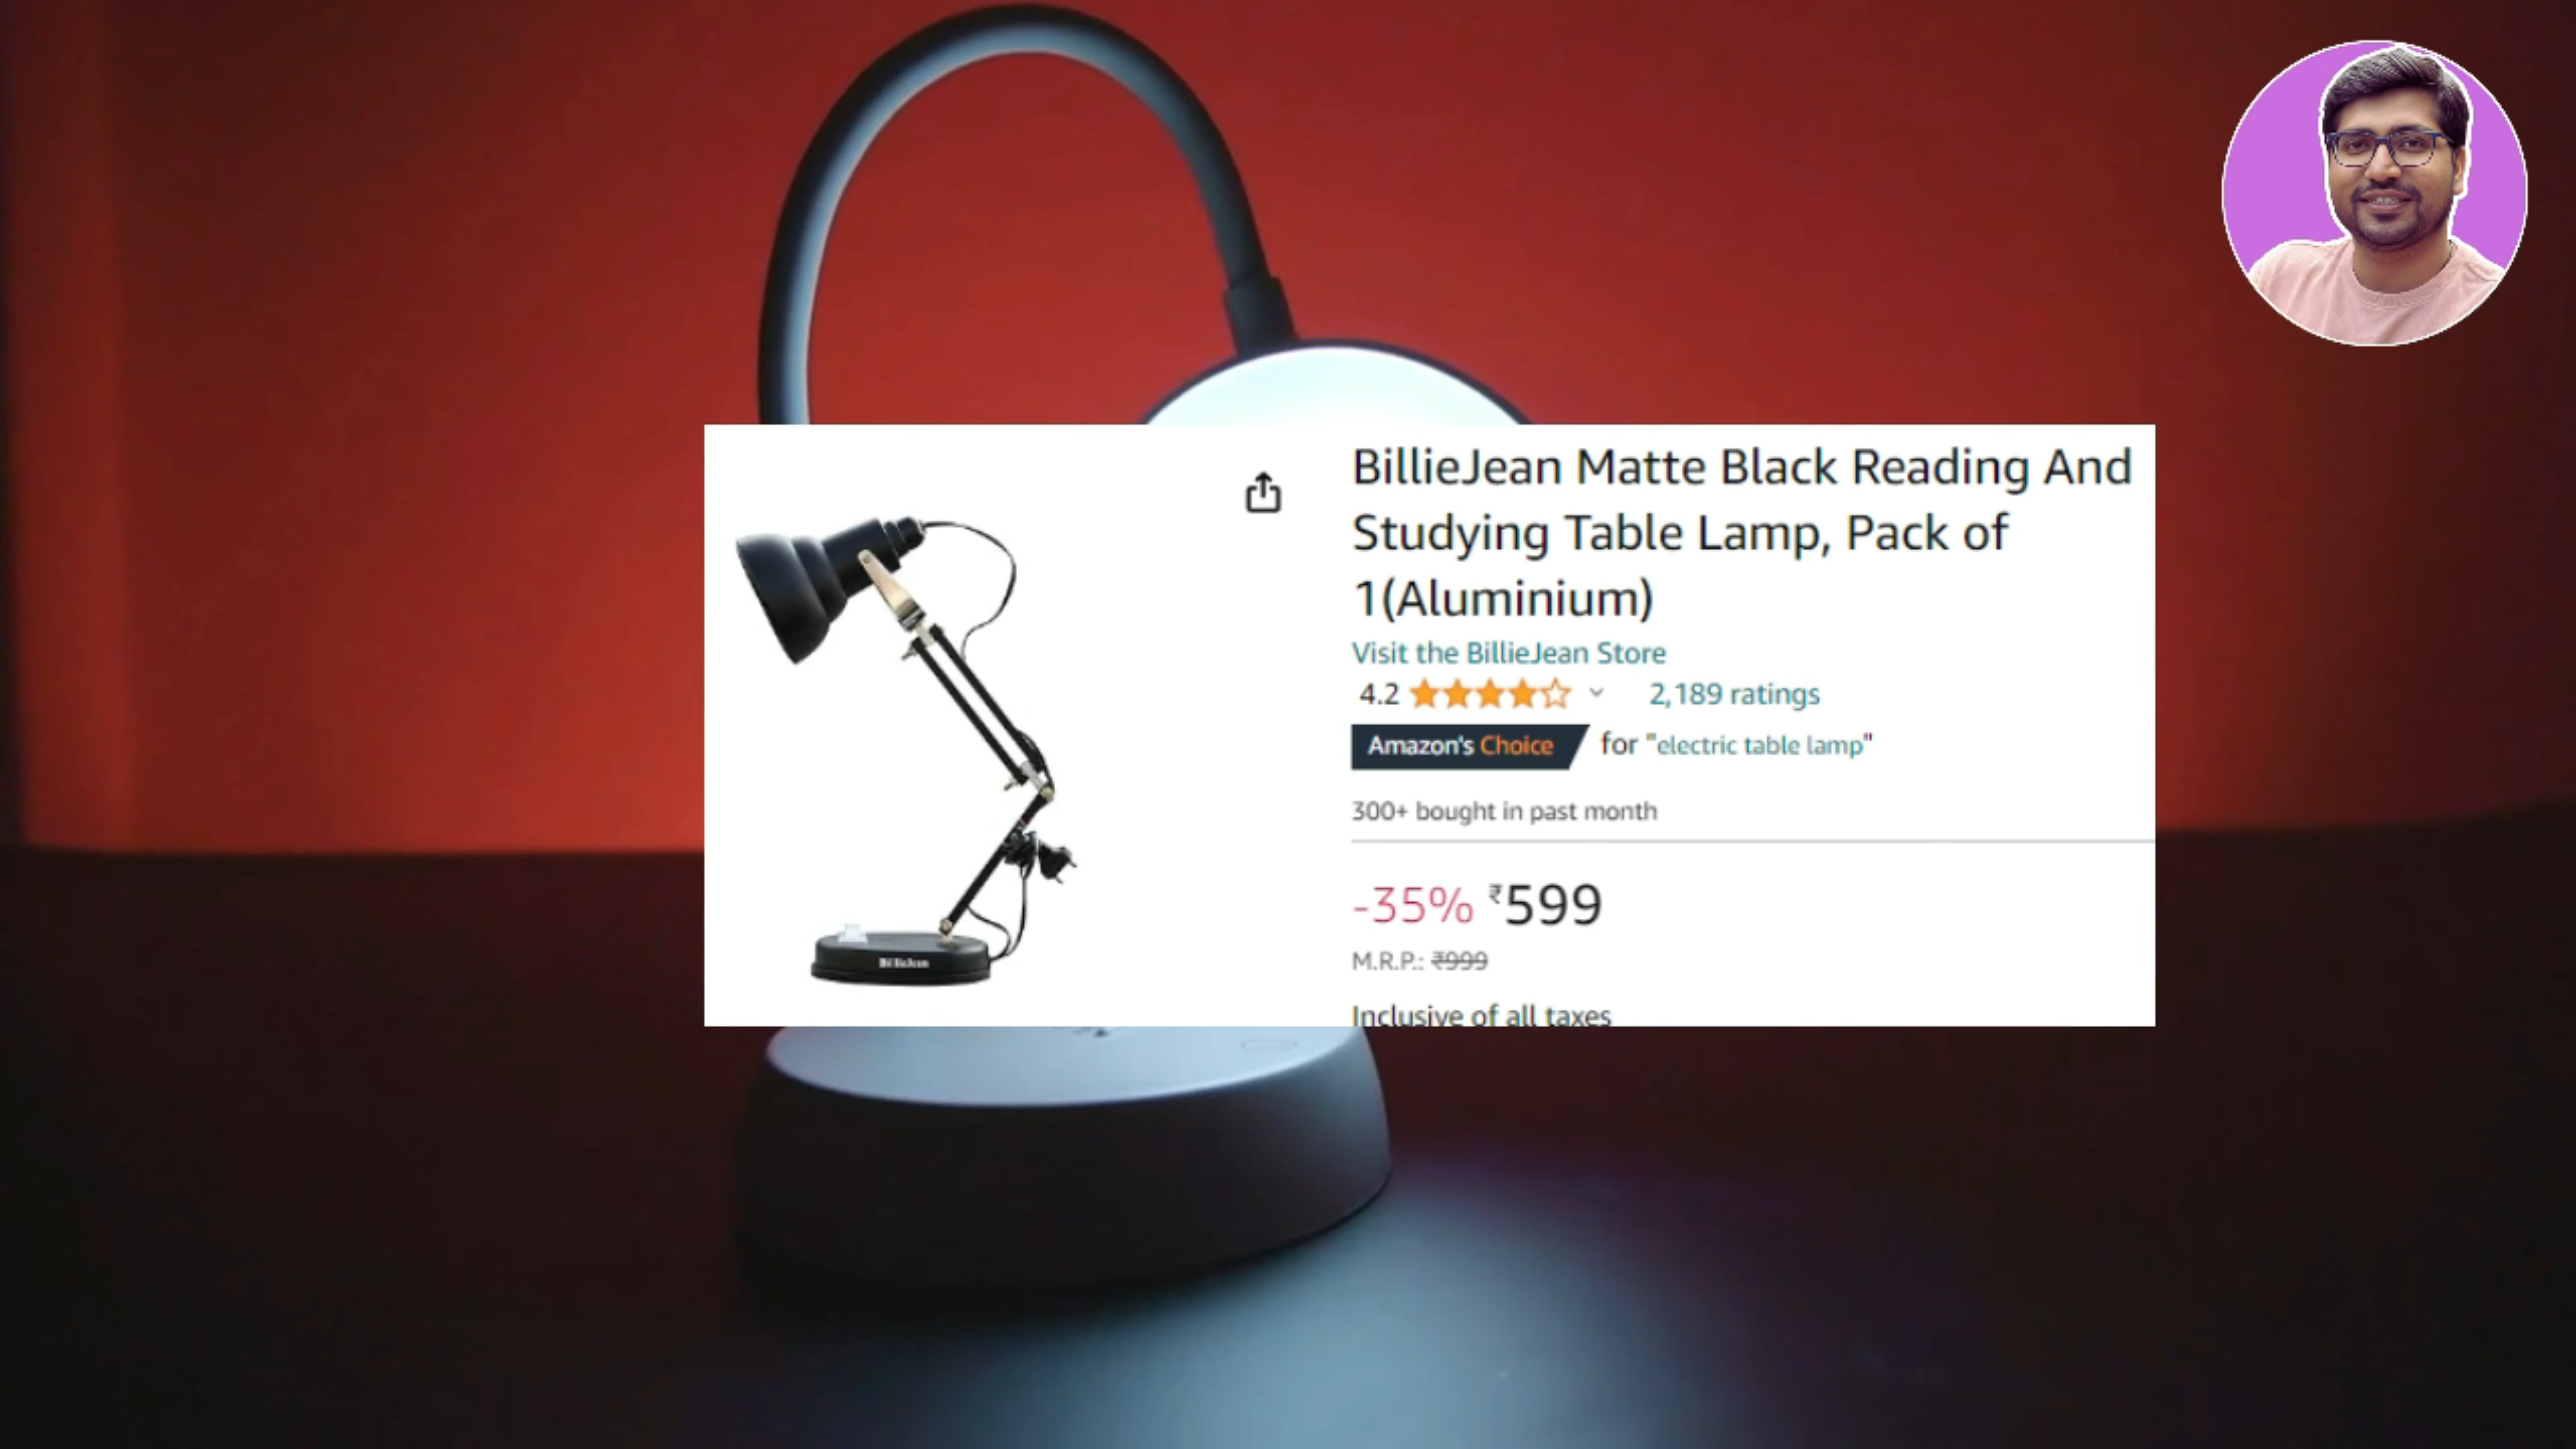 BillieJean Matte Black Reading And
Studying Table Lamp, Pack of
1(Aluminium)
Visit the BillieJean Store
4.2 2,189 ratings
Amazon's Choice for "electric table lamp"
300+ bought in past month
-35% ₹599
M.R.P.: ₹999
Inclusive of all taxes
BillieJean